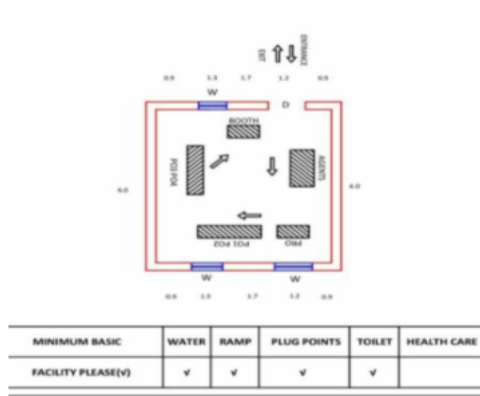 EXIT ENTRANCE
0.9 1.3 1.7 1.2 0.9
W
D
BOOTH
PO3 PO4
AGENTS
6.0 6.0
PO1 PO2 PRO
W W
0.9 1.3 1.7 1.2 0.9
MINIMUM BASIC WATER RAMP PLUG POINTS TOILET HEALTH CARE
FACILITY PLEASE(√) √ √ √ √